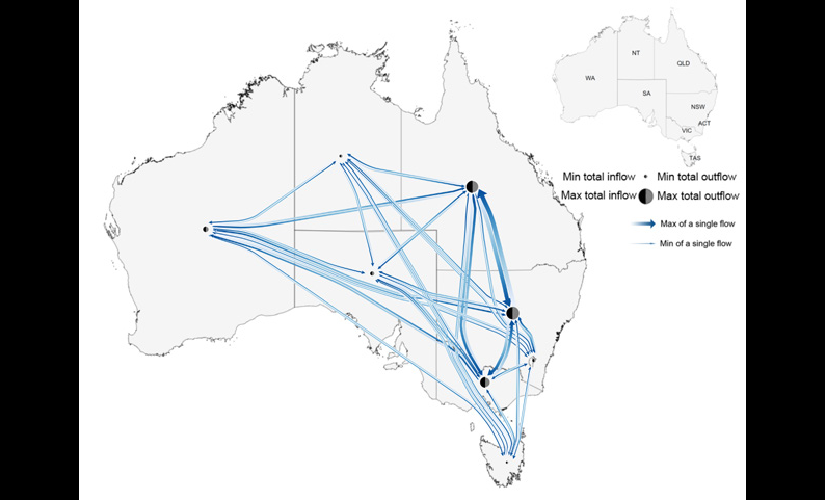 NT
QLD
WA
SA
NSW
ACT
VIC
TAS
Min total inflow Min total outflow
Max total inflow Max total outflow
Max of a single flow
Min of a single flow